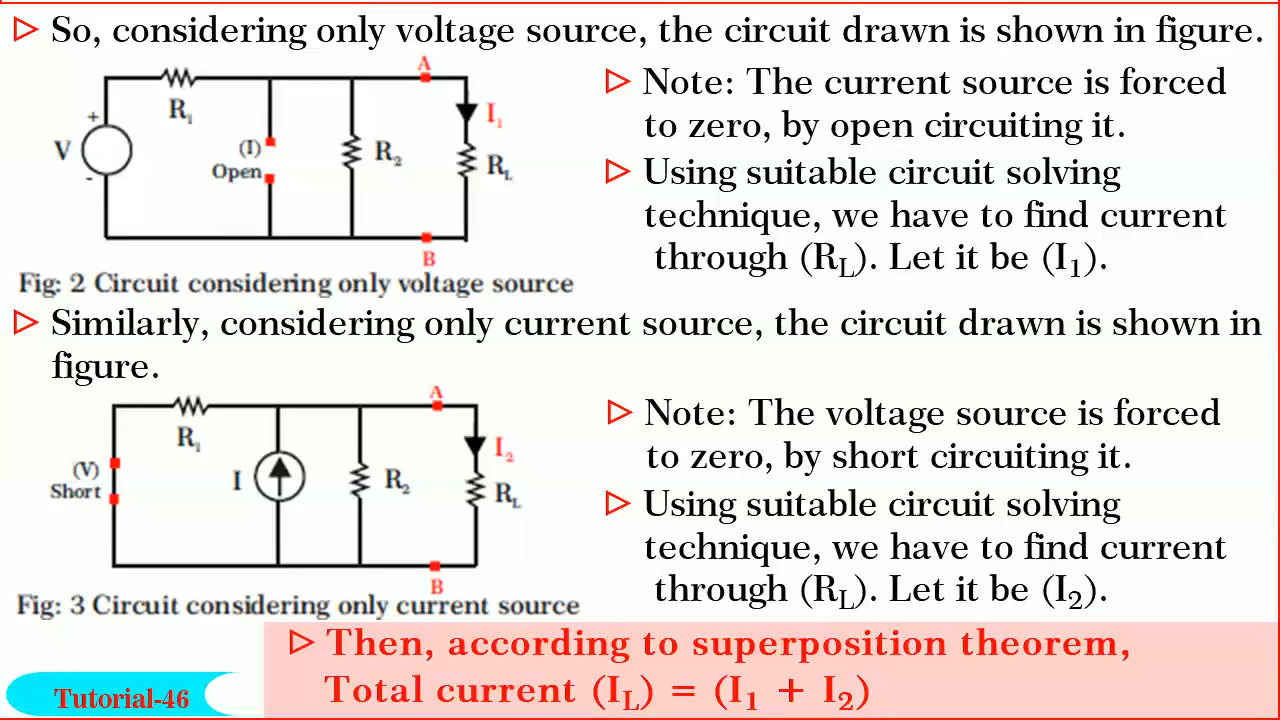 ▷ So, considering only voltage source, the circuit drawn is shown in figure.
A
R₁
I₁
+
V
-
(I)
Open
R₂
R_L
B
Fig: 2 Circuit considering only voltage source
▷ Note: The current source is forced
to zero, by open circuiting it.
▷ Using suitable circuit solving
technique, we have to find current
through (R_L). Let it be (I₁).
▷ Similarly, considering only current source, the circuit drawn is shown in
figure.
A
R₁
I₂
(V)
Short
I
R₂
R_L
B
Fig: 3 Circuit considering only current source
▷ Note: The voltage source is forced
to zero, by short circuiting it.
▷ Using suitable circuit solving
technique, we have to find current
through (R_L). Let it be (I₂).
▷ Then, according to superposition theorem,
Total current (I_L) = (I₁ + I₂)
Tutorial-46